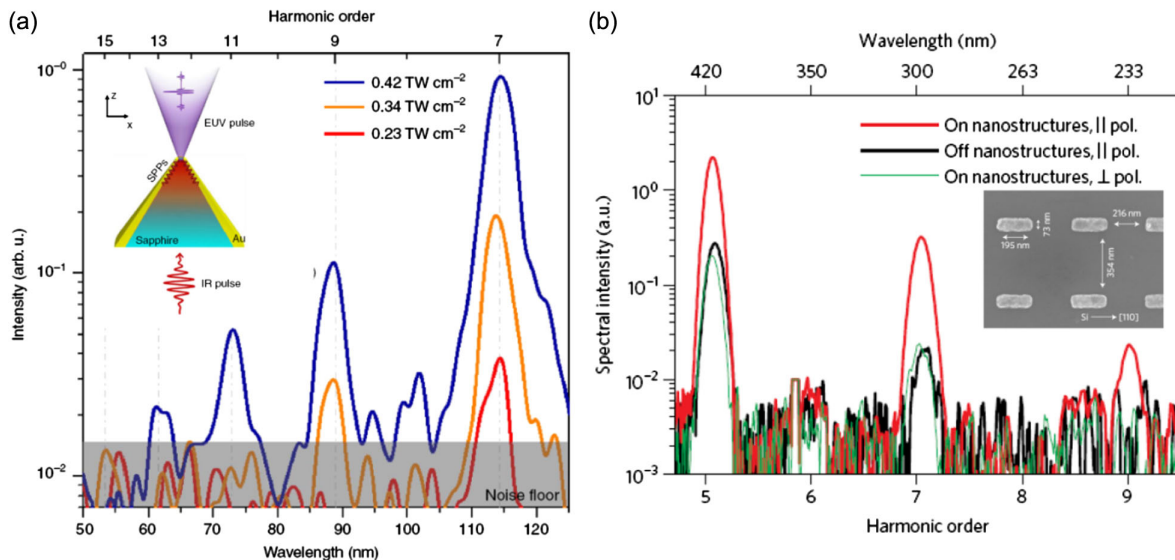 (a)
Harmonic order
15 13 11 9 7
10⁻⁰
10⁻¹
10⁻²
Intensity (arb. u.)
z
x
EUV pulse
SPPs
Sapphire
Au
IR pulse
0.42 TW cm⁻²
0.34 TW cm⁻²
0.23 TW cm⁻²
)
Noise floor
50 60 70 80 90 100 110 120
Wavelength (nm)
(b)
Wavelength (nm)
420 350 300 263 233
10¹
10⁰
10⁻¹
10⁻²
10⁻³
Spectral intensity (a.u.)
On nanostructures, || pol.
Off nanostructures, || pol.
On nanostructures, ⊥ pol.
216 nm
73 nm
195 nm
354 nm
Si [110]
5 6 7 8 9
Harmonic order